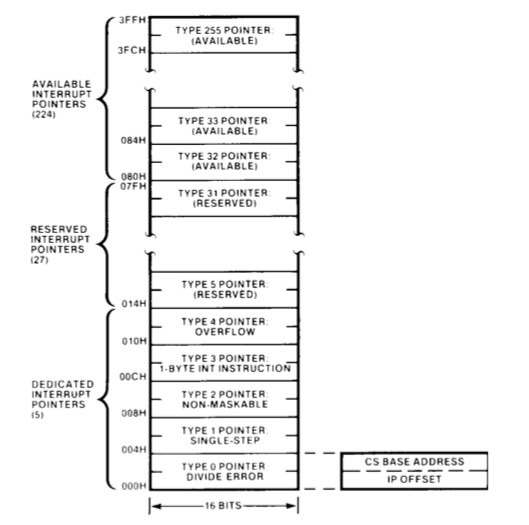 3FFH
TYPE 255 POINTER:
(AVAILABLE)
3FCH
AVAILABLE
INTERRUPT
POINTERS
(224)
TYPE 33 POINTER:
(AVAILABLE)
084H
TYPE 32 POINTER:
(AVAILABLE)
080H
07FH
TYPE 31 POINTER:
(RESERVED)
RESERVED
INTERRUPT
POINTERS
(27)
TYPE 5 POINTER:
(RESERVED)
014H
TYPE 4 POINTER:
OVERFLOW
010H
TYPE 3 POINTER:
1-BYTE INT INSTRUCTION
00CH
DEDICATED
INTERRUPT
POINTERS
(5)
TYPE 2 POINTER:
NON-MASKABLE
008H
TYPE 1 POINTER:
SINGLE-STEP
004H
TYPE 0 POINTER:
DIVIDE ERROR
000H
CS BASE ADDRESS
IP OFFSET
16 BITS